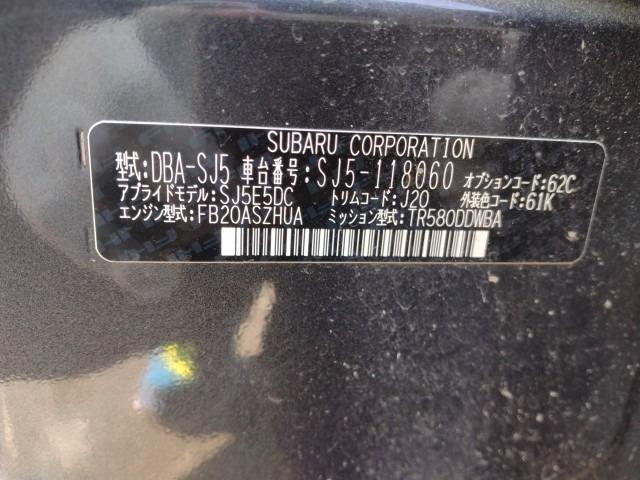 SUBARU CORPORATION
型式:DBA-SJ5 車台番号:SJ5-118060 オプションコード:62C
アプライドモデル:SJ5E5DC トリムコード:J20 外装色コード:61K
エンジン型式:FB20ASZHUA ミッション型式:TR580DDWBA